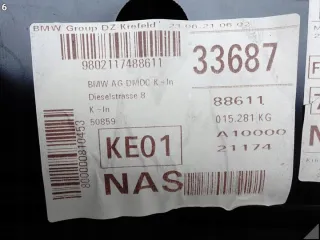 6
BMW Group DZ-Krefeld 21.06.21 06.02
9802117488611
33687
BMW AG DMDC K.-In
Dieselstrasse 8
K-In
50859
88611
015.281 KG
A10000
21174
KE01
NAS